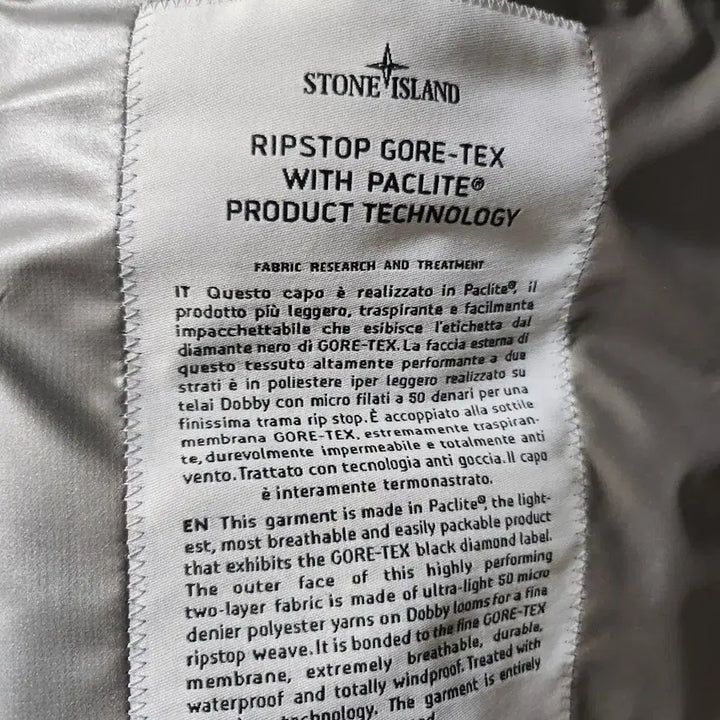 STONE ISLAND
RIPSTOP GORE-TEX
WITH PACLITE®
PRODUCT TECHNOLOGY
FABRIC RESEARCH AND TREATMENT
IT Questo capo è realizzato in Paclite®, il
prodotto più leggero, traspirante e facilmente
impacchettabile che esibisce l'etichetta dal
diamante nero di GORE-TEX. La faccia esterna di
questo tessuto altamente performante a due
strati è in poliestere iper leggero realizzato su
telai Dobby con micro filati a 50 denari per una
finissima trama rip stop. È accoppiato alla sottile
membrana GORE-TEX, estremamente traspiran-
te, durevolmente impermeabile e totalmente anti
vento. Trattato con tecnologia anti goccia. Il capo
è interamente termonastrato.
EN This garment is made in Paclite®, the light-
est, most breathable and easily packable product
that exhibits the GORE-TEX black diamond label.
The outer face of this highly performing
two-layer fabric is made of ultra-light 50 micro
denier polyester yarns on Dobby looms for a fine
ripstop weave. It is bonded to the fine GORE-TEX
membrane, extremely breathable, durable,
waterproof and totally windproof. Treated with
technology. The garment is entirely